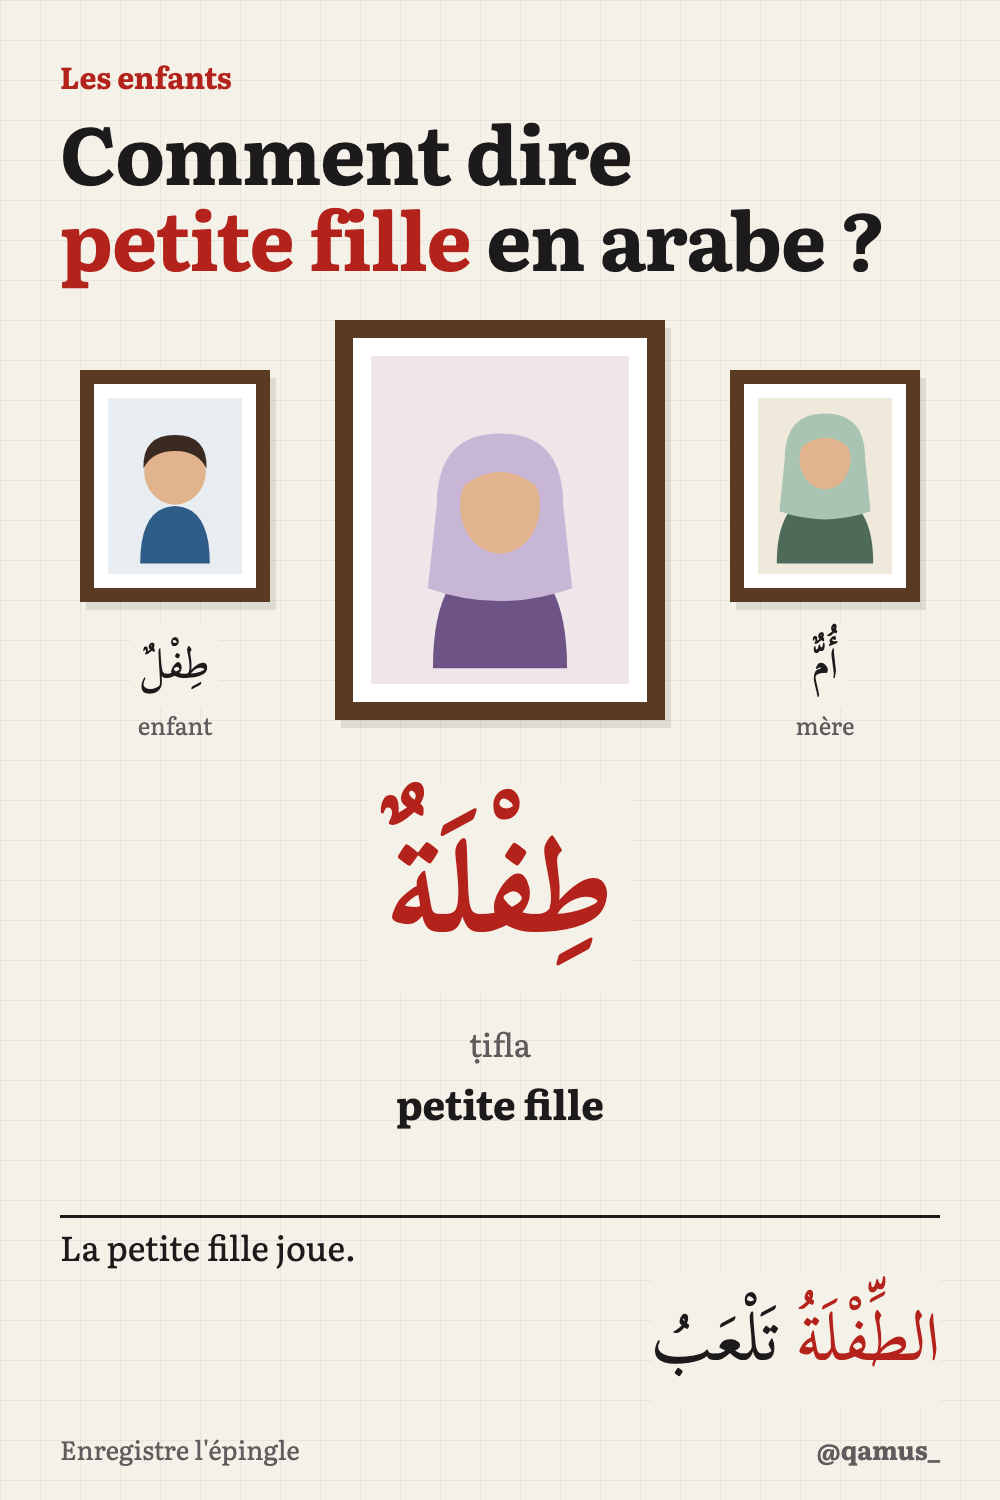 Les enfants
Comment dire
petite fille en arabe ?
طِفْلٌ
enfant
أُمٌّ
mère
طِفْلَةٌ
ṭifla
petite fille
La petite fille joue.
الطِّفْلَةُ تَلْعَبُ
Enregistre l'épingle
@qamus_